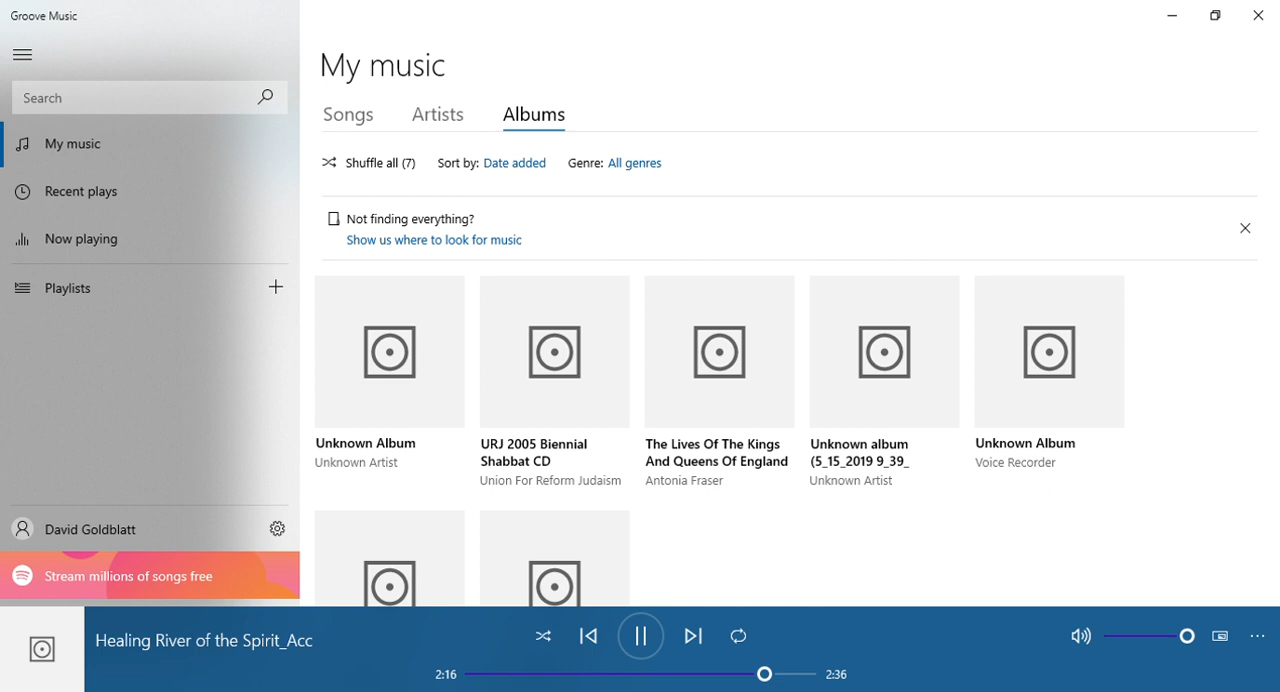 Groove Music
Search
My music
Recent plays
Now playing
Playlists
David Goldblatt
Stream millions of songs free
My music
Songs Artists Albums
Shuffle all (7) Sort by: Date added Genre: All genres
Not finding everything?
Show us where to look for music
Unknown Album
Unknown Artist
URJ 2005 Biennial
Shabbat CD
Union For Reform Judaism
The Lives Of The Kings
And Queens Of England
Antonia Fraser
Unknown album
(5_15_2019 9_39_
Unknown Artist
Unknown Album
Voice Recorder
Healing River of the Spirit_Acc
2:16 2:36